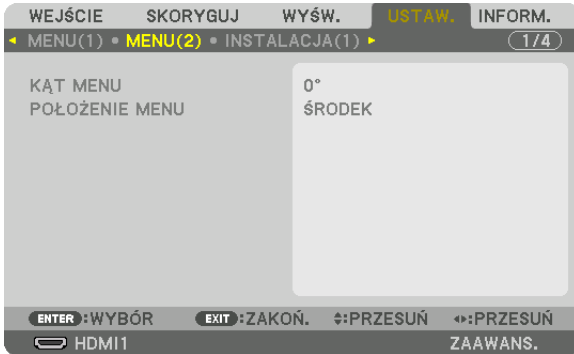 WEJŚCIE SKORYGUJ WYŚW. USTAW. INFORM.
MENU(1) • MENU(2) • INSTALACJA(1) 1/4
KĄT MENU 0°
POŁOŻENIE MENU ŚRODEK
ENTER :WYBÓR EXIT :ZAKOŃ. :PRZESUŃ :PRZESUŃ
HDMI1 ZAAWANS.